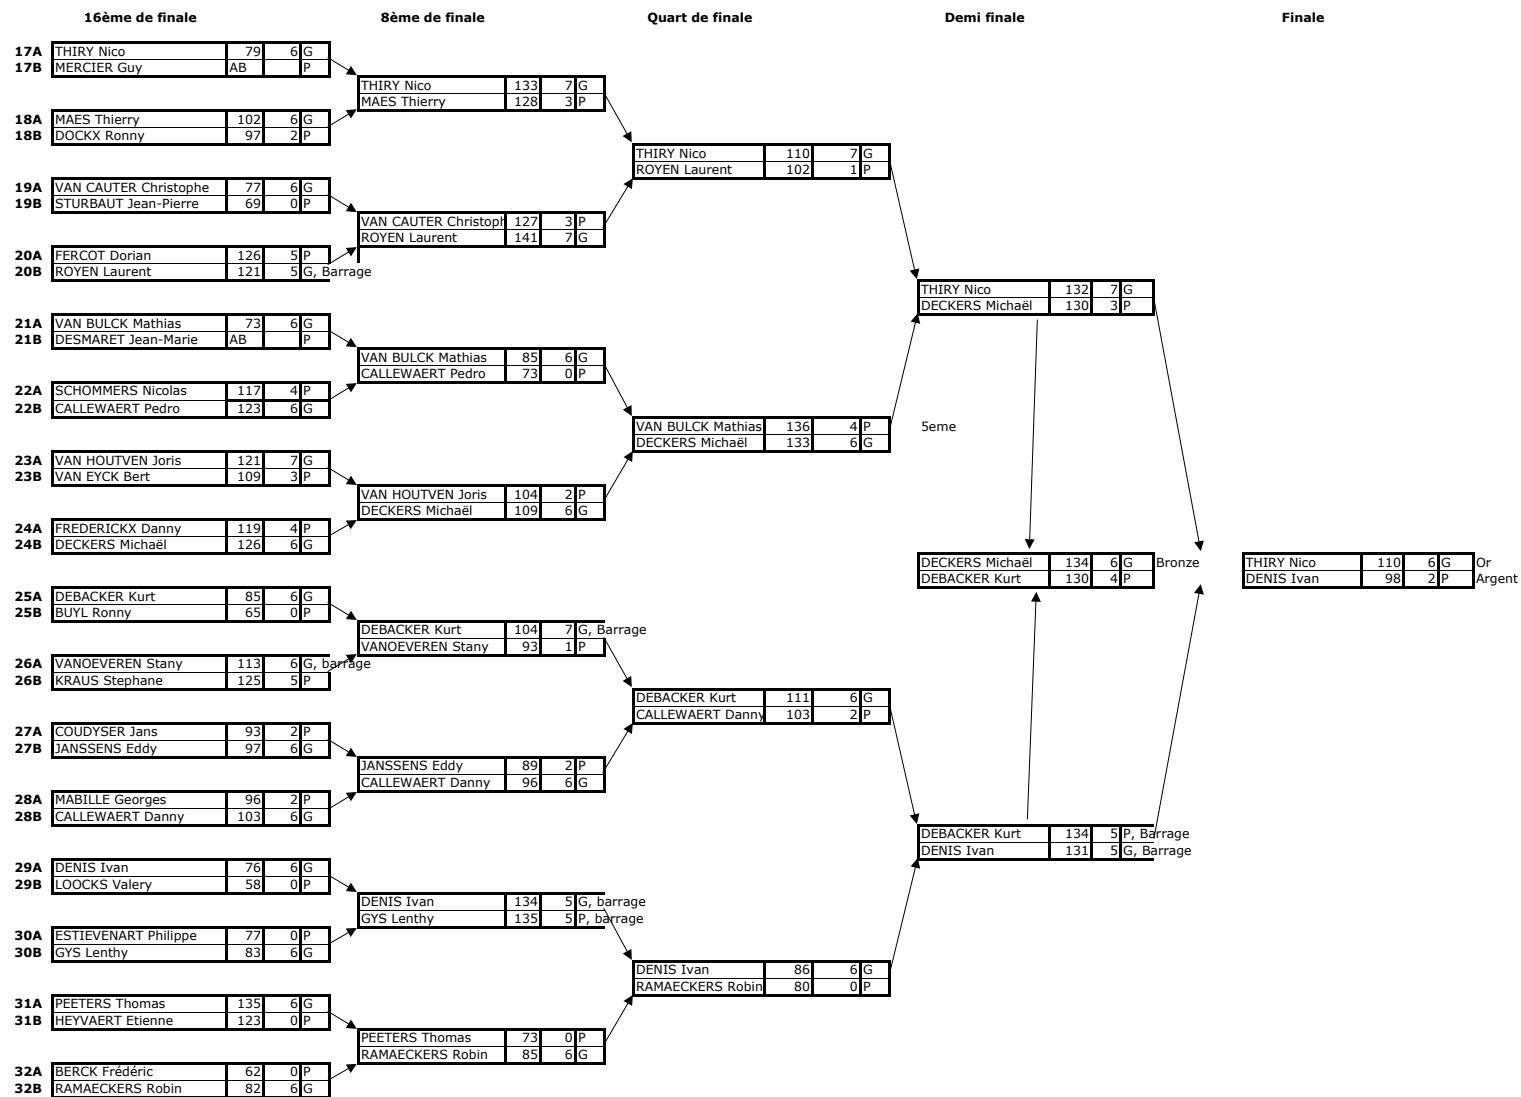 16ème de finale 8ème de finale Quart de finale Demi finale Finale
17A THIRY Nico 79 6 G
17B MERCIER Guy AB P
THIRY Nico 133 7 G
MAES Thierry 128 3 P
18A MAES Thierry 102 6 G
18B DOCKX Ronny 97 2 P
THIRY Nico 110 7 G
ROYEN Laurent 102 1 P
19A VAN CAUTER Christophe 77 6 G
19B STURBAUT Jean-Pierre 69 0 P
VAN CAUTER Christoph 127 3 P
ROYEN Laurent 141 7 G
20A FERCOT Dorian 126 5 P
20B ROYEN Laurent 121 5 G, Barrage
THIRY Nico 132 7 G
DECKERS Michaël 130 3 P
21A VAN BULCK Mathias 73 6 G
21B DESMARET Jean-Marie AB P
VAN BULCK Mathias 85 6 G
CALLEWAERT Pedro 73 0 P
22A SCHOMMERS Nicolas 117 4 P
22B CALLEWAERT Pedro 123 6 G
VAN BULCK Mathias 136 4 P 5eme
DECKERS Michaël 133 6 G
23A VAN HOUTVEN Joris 121 7 G
23B VAN EYCK Bert 109 3 P
VAN HOUTVEN Joris 104 2 P
DECKERS Michaël 109 6 G
24A FREDERICKX Danny 119 4 P
24B DECKERS Michaël 126 6 G
DECKERS Michaël 134 6 G Bronze THIRY Nico 110 6 G Or
DEBACKER Kurt 130 4 P DENIS Ivan 98 2 P Argent
25A DEBACKER Kurt 85 6 G
25B BUYL Ronny 65 0 P
DEBACKER Kurt 104 7 G, Barrage
VANOEVEREN Stany 93 1 P
26A VANOEVEREN Stany 113 6 G, barrage
26B KRAUS Stephane 125 5 P
DEBACKER Kurt 111 6 G
CALLEWAERT Danny 103 2 P
27A COUDYSER Jans 93 2 P
27B JANSSENS Eddy 97 6 G
JANSSENS Eddy 89 2 P
CALLEWAERT Danny 96 6 G
28A MABILLE Georges 96 2 P
28B CALLEWAERT Danny 103 6 G
DEBACKER Kurt 134 5 P, Barrage
DENIS Ivan 131 5 G, Barrage
29A DENIS Ivan 76 6 G
29B LOOCKS Valery 58 0 P
DENIS Ivan 134 5 G, barrage
GYS Lenthy 135 5 P, barrage
30A ESTIEVENART Philippe 77 0 P
30B GYS Lenthy 83 6 G
DENIS Ivan 86 6 G
RAMAECKERS Robin 80 0 P
31A PEETERS Thomas 135 6 G
31B HEYVAERT Etienne 123 0 P
PEETERS Thomas 73 0 P
RAMAECKERS Robin 85 6 G
32A BERCK Frédéric 62 0 P
32B RAMAECKERS Robin 82 6 G